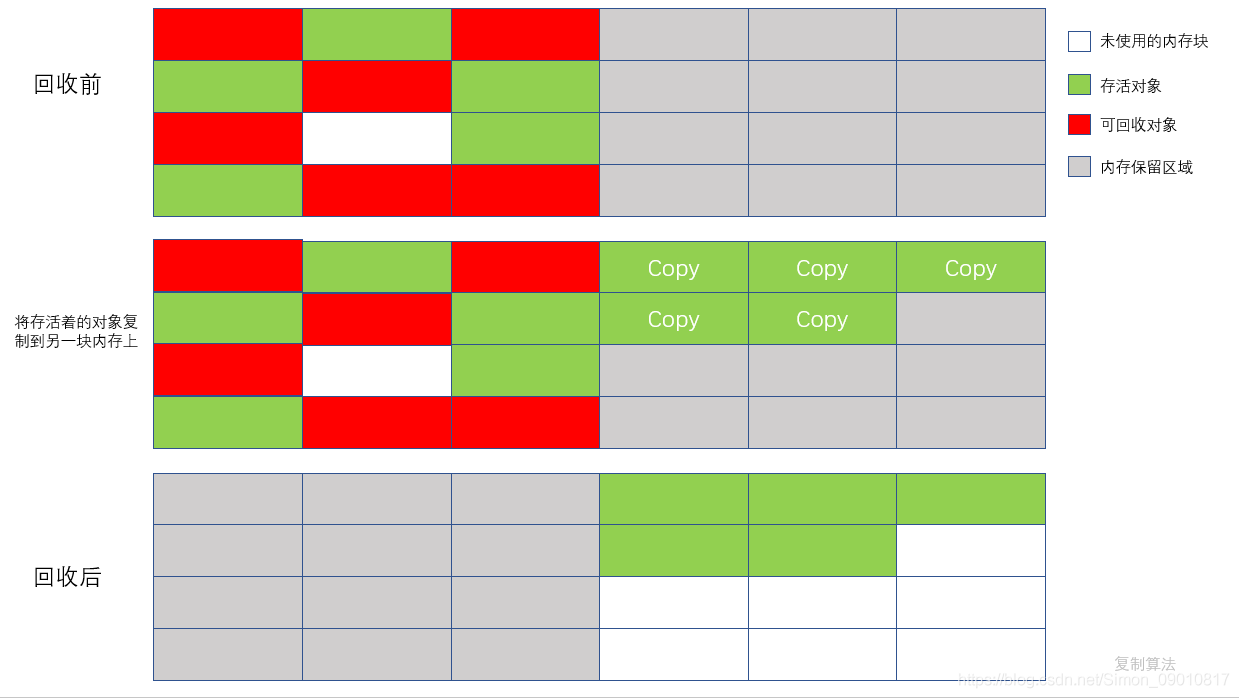 回收前
未使用的内存块
存活对象
可回收对象
内存保留区域
将存活着的对象复
制到另一块内存上
Copy Copy Copy
Copy Copy
回收后
复制算法
https://blog.csdn.net/Simon_09010817